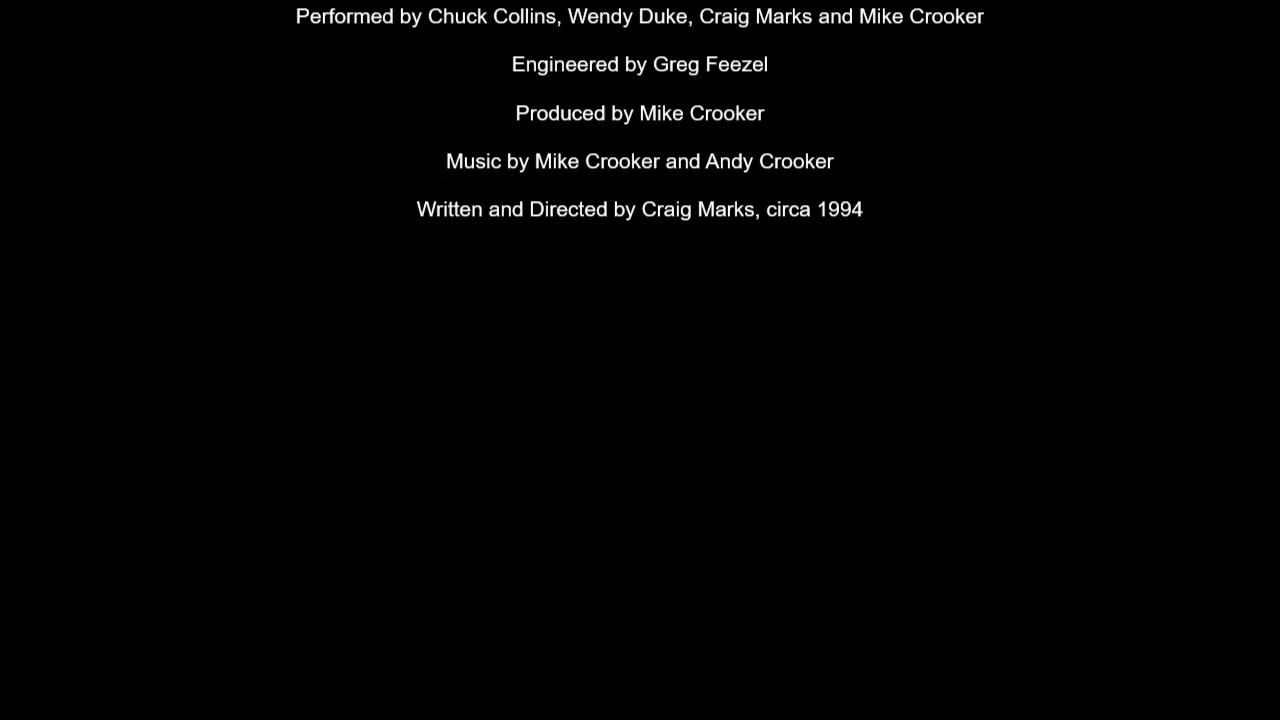 Performed by Chuck Collins, Wendy Duke, Craig Marks and Mike Crooker
Engineered by Greg Feezel
Produced by Mike Crooker
Music by Mike Crooker and Andy Crooker
Written and Directed by Craig Marks, circa 1994